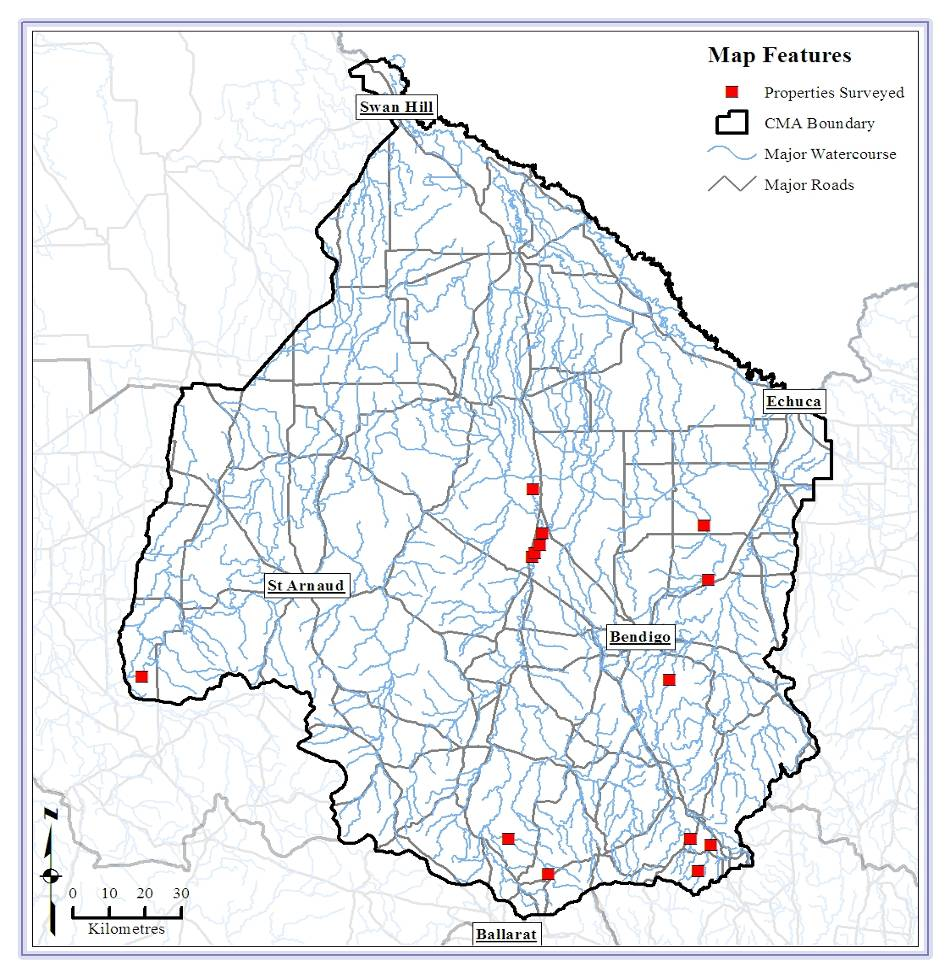 Map Features
Properties Surveyed
CMA Boundary
Major Watercourse
Major Roads
Swan Hill
Echuca
St Arnaud
Bendigo
Ballarat
N
0 10 20 30
Kilometres